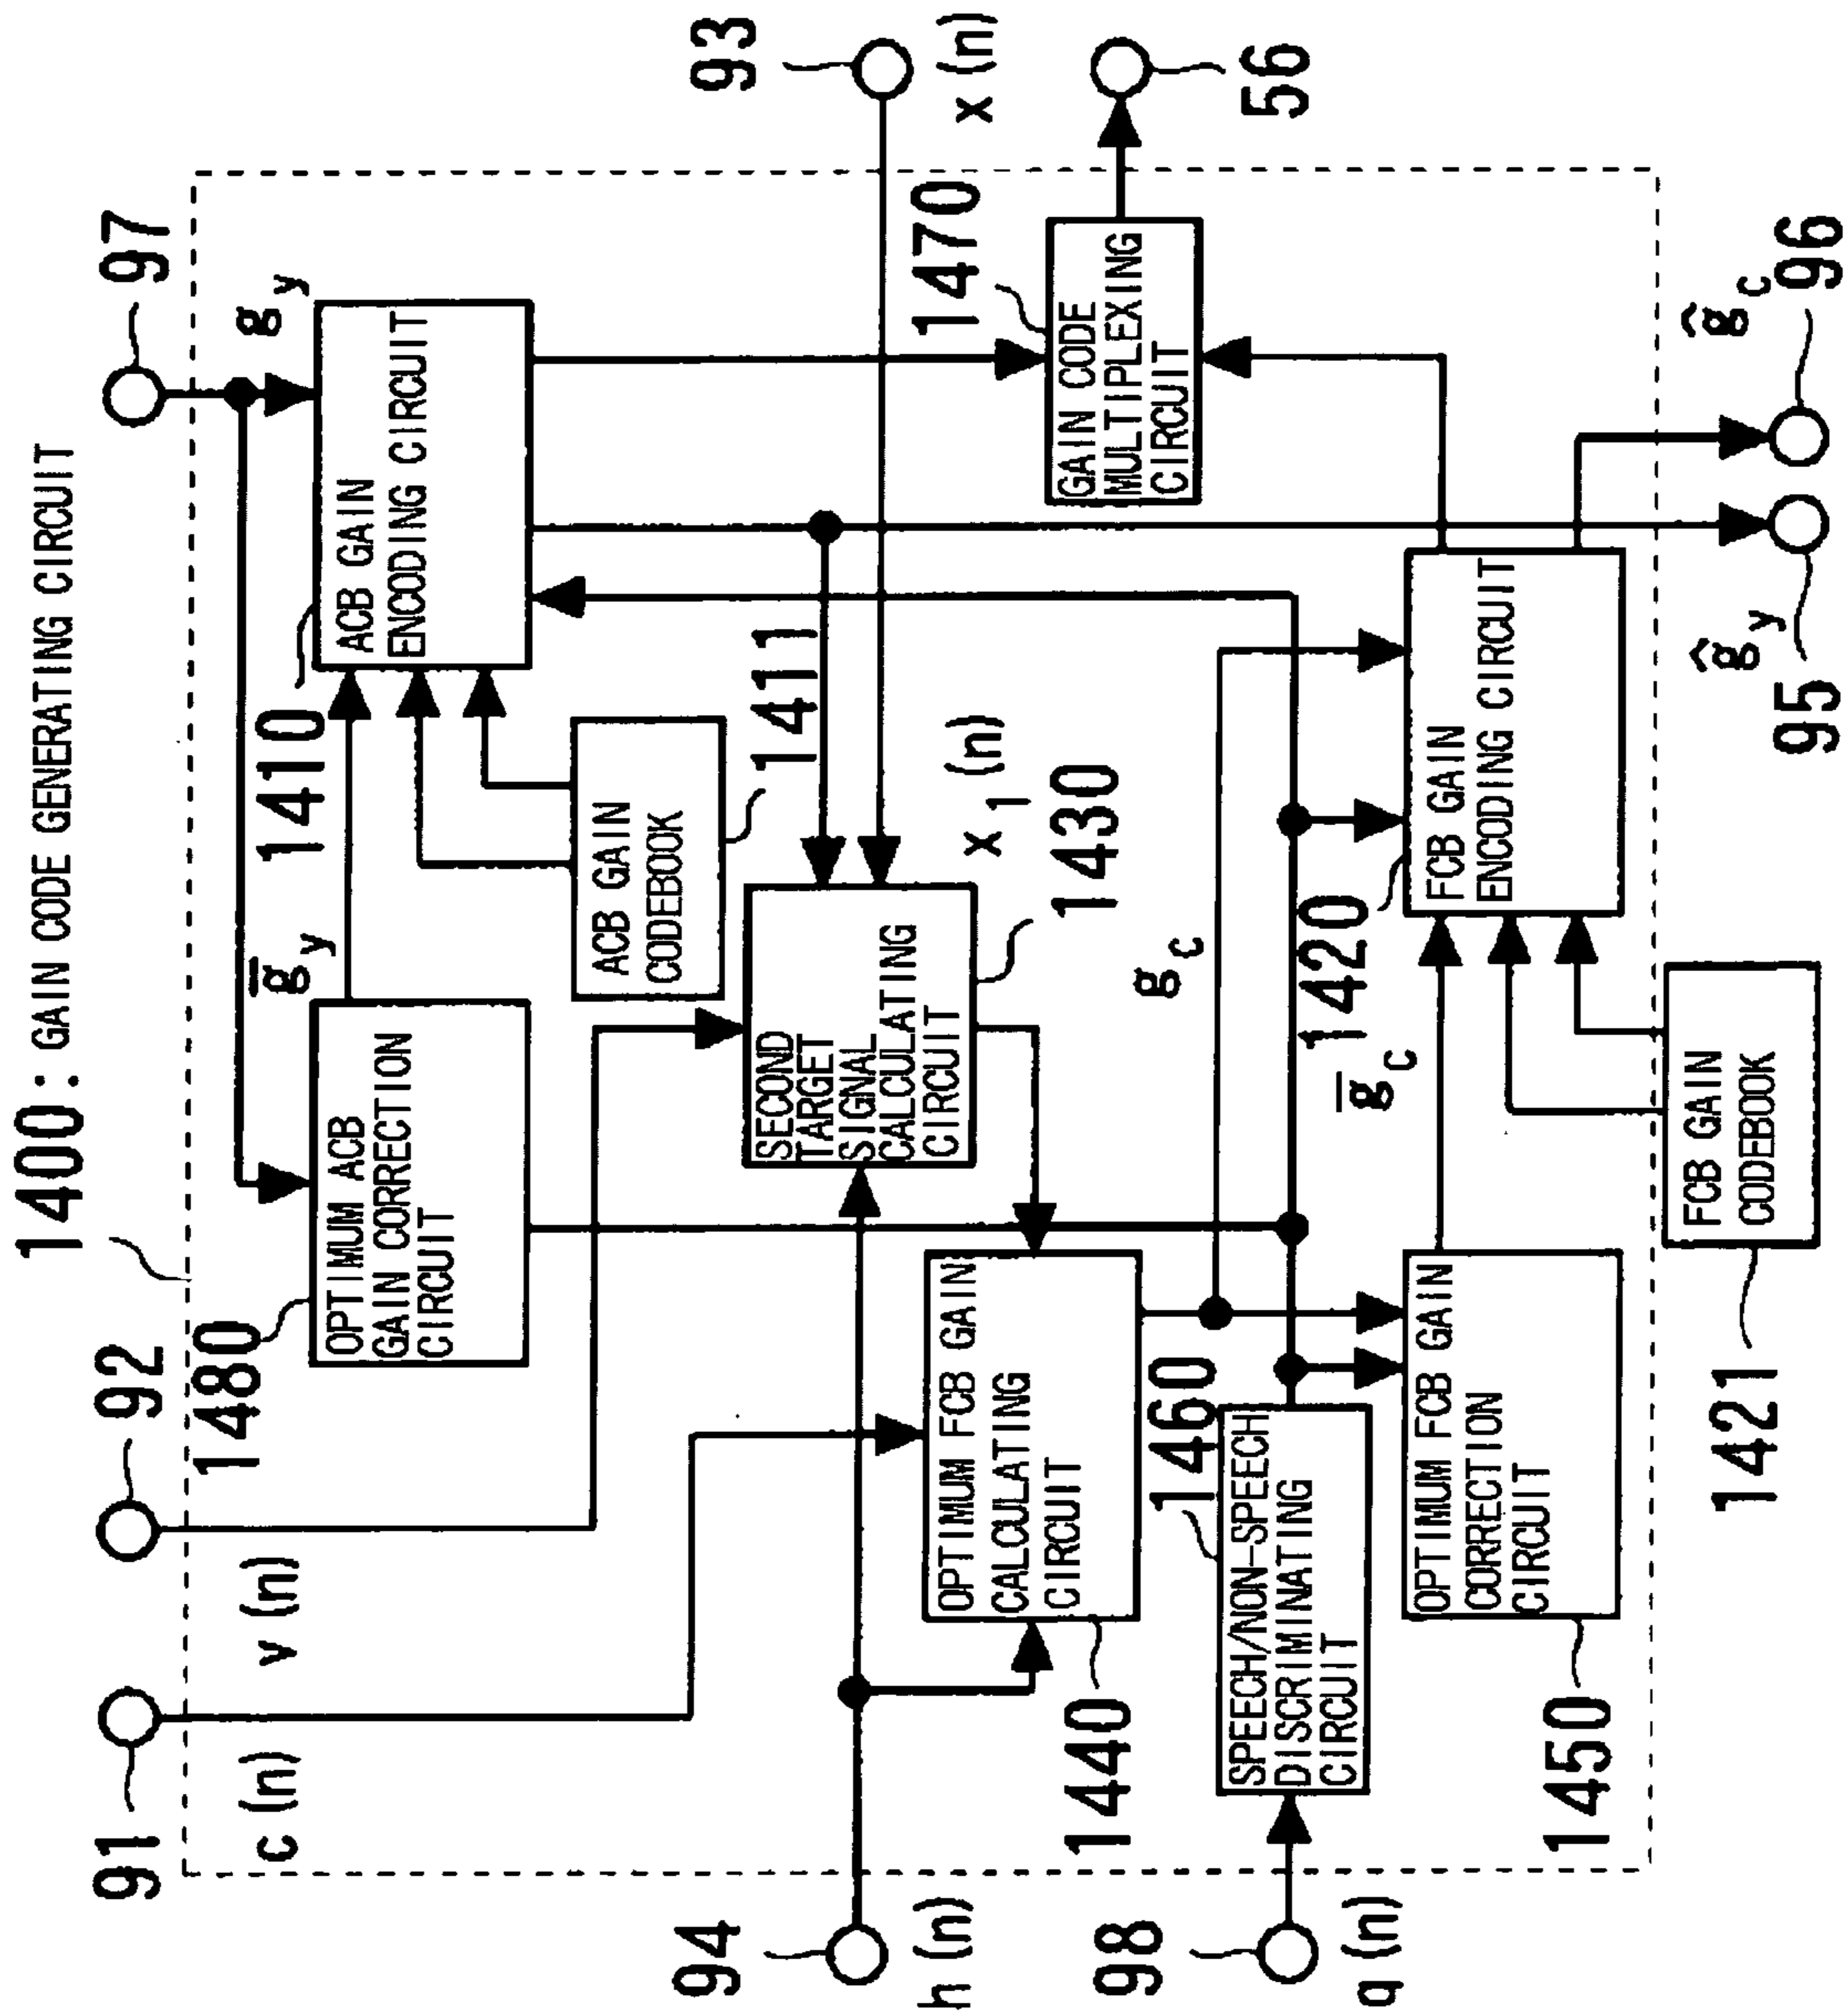 1400: GAIN CODE GENERATING CIRCUIT
91
c (n)
92
v (n)
97
g y
1480
OPTIMUM ACB
GAIN CORRECTION
CIRCUIT
g̅ y
1410
ACB GAIN
ENCODING CIRCUIT
ACB GAIN
CODEBOOK
1411
93
x (n)
94
h (n)
SECOND
TARGET
SIGNAL
CALCULATING
CIRCUIT
x 1 (n)
1430
1470
GAIN CODE
MULTIPLEXING
CIRCUIT
56
OPTIMUM FCB GAIN
CALCULATING
CIRCUIT
1440
g c
98
q (n)
1460
SPEECH/NON-SPEECH
DISCRIMINATING
CIRCUIT
1420
g̅ c
OPTIMUM FCB GAIN
CORRECTION
CIRCUIT
1450
FCB GAIN
ENCODING CIRCUIT
FCB GAIN
CODEBOOK
1421
ĝ y
95
ĝ c
96